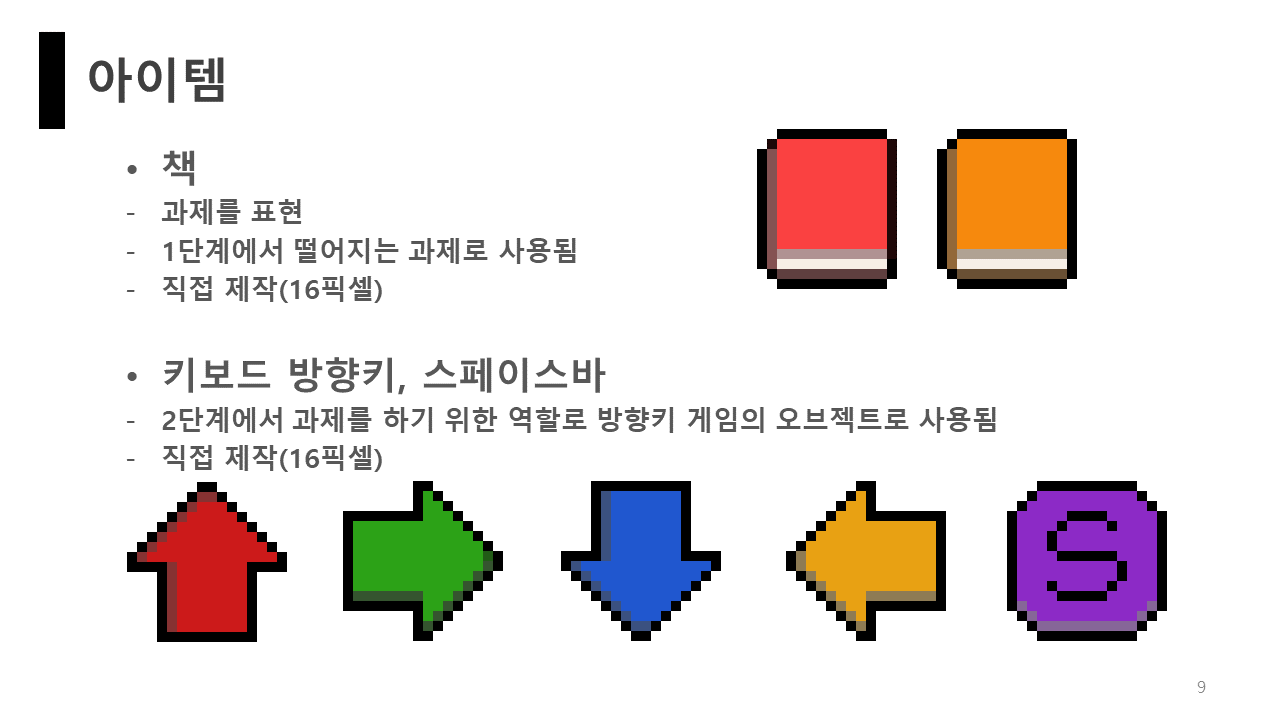 아이템
• 책
- 과제를 표현
- 1단계에서 떨어지는 과제로 사용됨
- 직접 제작(16픽셀)
• 키보드 방향키, 스페이스바
- 2단계에서 과제를 하기 위한 역할로 방향키 게임의 오브젝트로 사용됨
- 직접 제작(16픽셀)
S
9